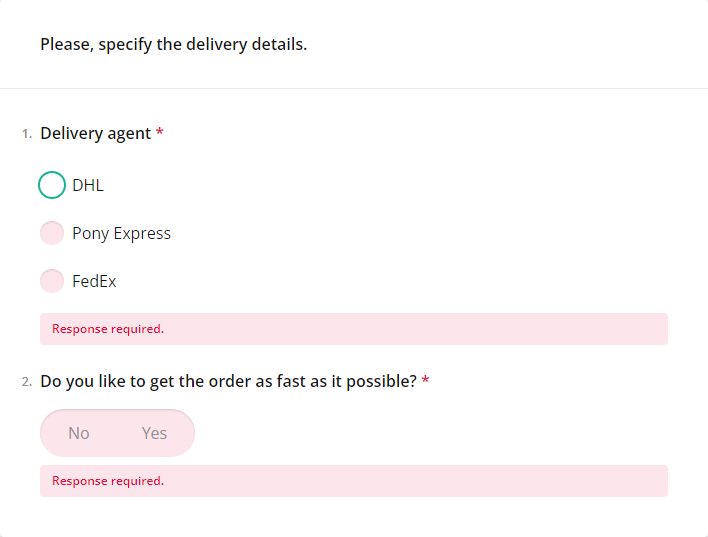 Please, specify the delivery details.
1. Delivery agent *
DHL
Pony Express
FedEx
Response required.
2. Do you like to get the order as fast as it possible? *
No Yes
Response required.